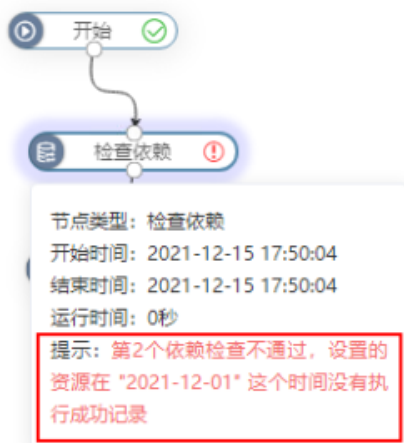 开始
检查依赖
节点类型：检查依赖
开始时间：2021-12-15 17:50:04
结束时间：2021-12-15 17:50:04
运行时间：0秒
提示：第2个依赖检查不通过，设置的
资源在 "2021-12-01" 这个时间没有执
行成功记录